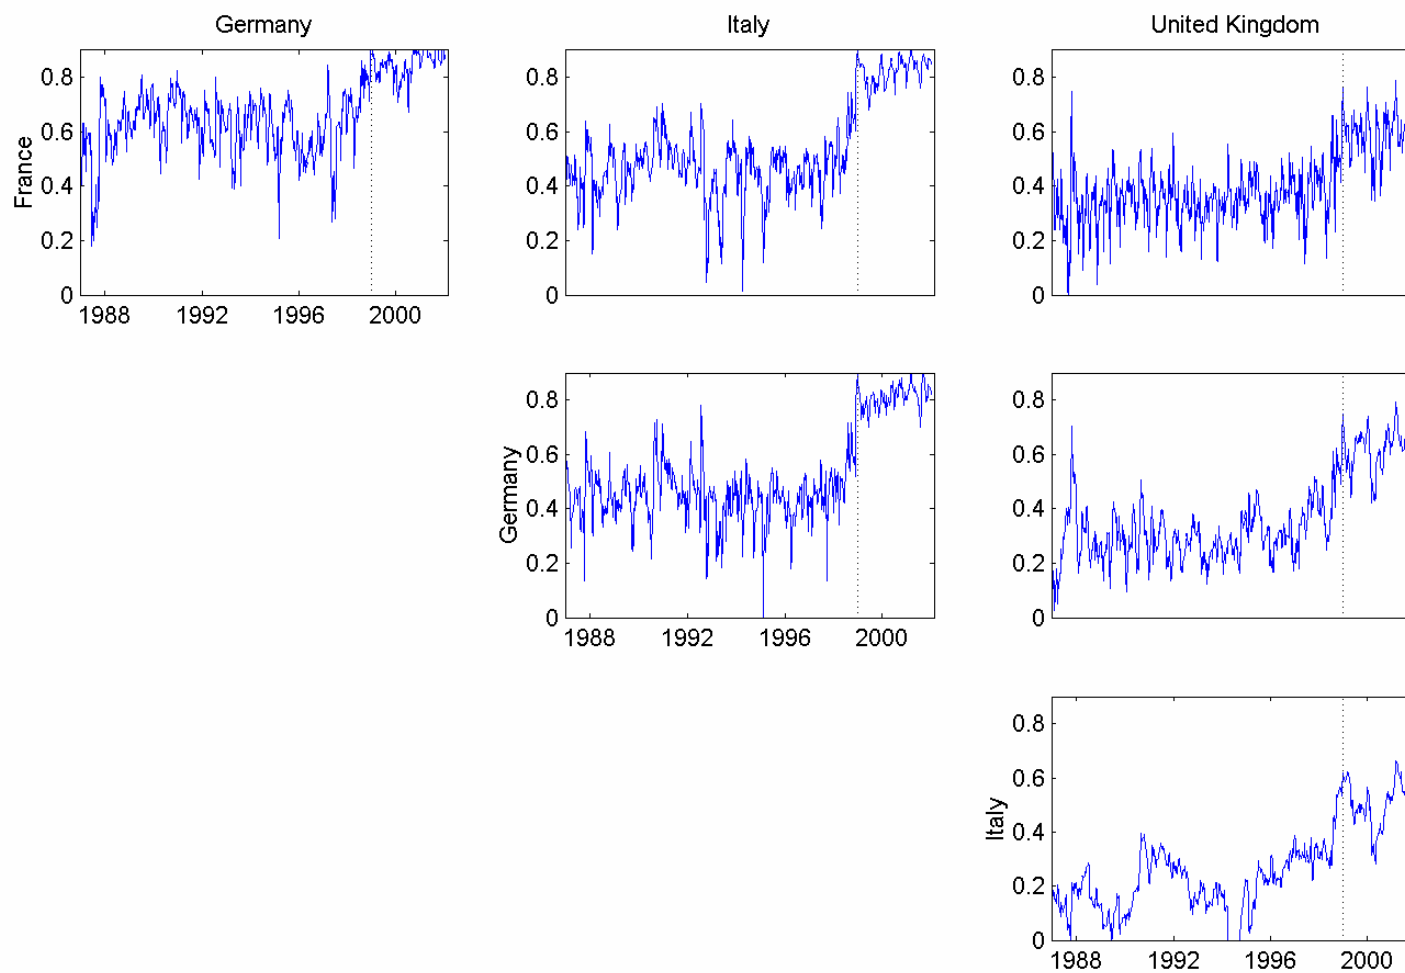 Germany Italy United Kingdom
France
0.8 0.8 0.8
0.6 0.6 0.6
0.4 0.4 0.4
0.2 0.2 0.2
0 0 0
1988 1992 1996 2000
Germany
0.8 0.8
0.6 0.6
0.4 0.4
0.2 0.2
0 0
1988 1992 1996 2000
Italy
0.8
0.6
0.4
0.2
0
1988 1992 1996 2000